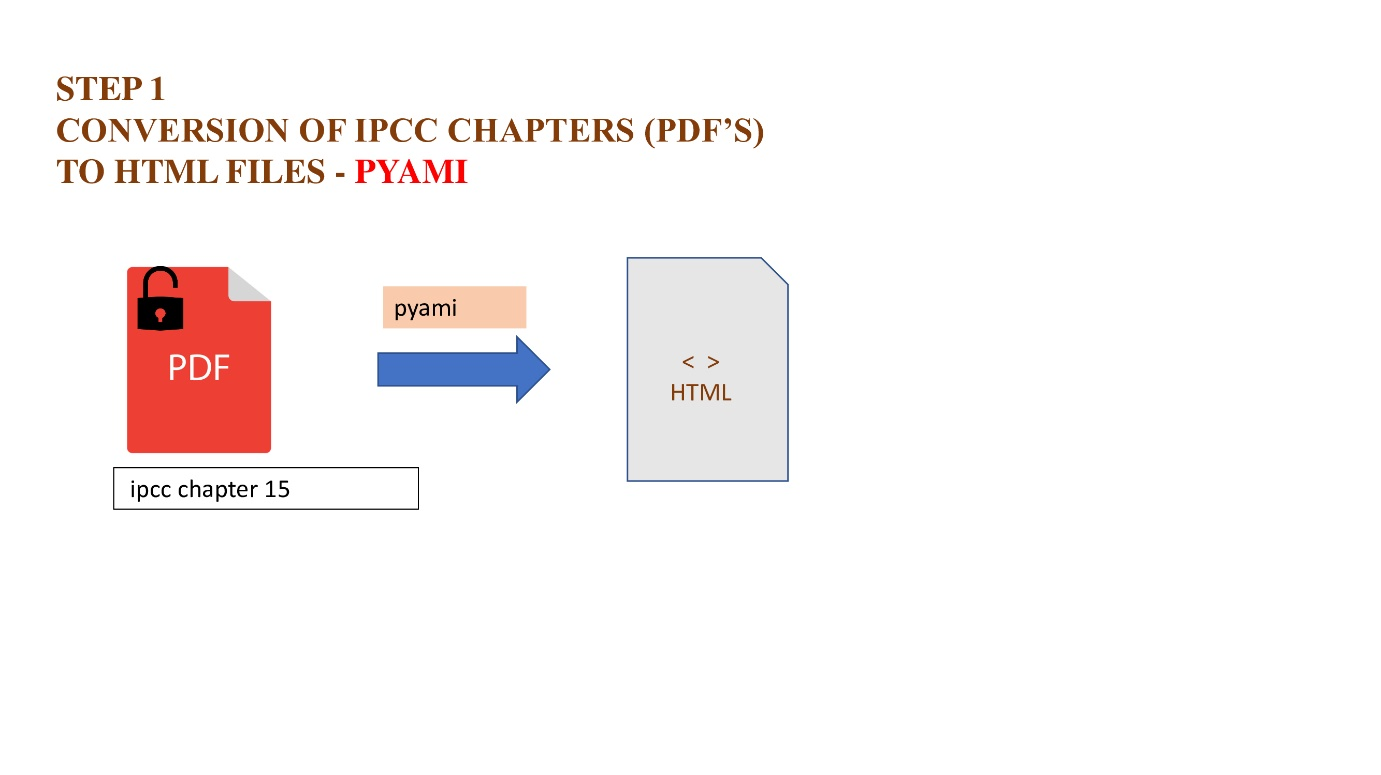 STEP 1
CONVERSION OF IPCC CHAPTERS (PDF’S)
TO HTML FILES - PYAMI
PDF
pyami
< >
HTML
ipcc chapter 15